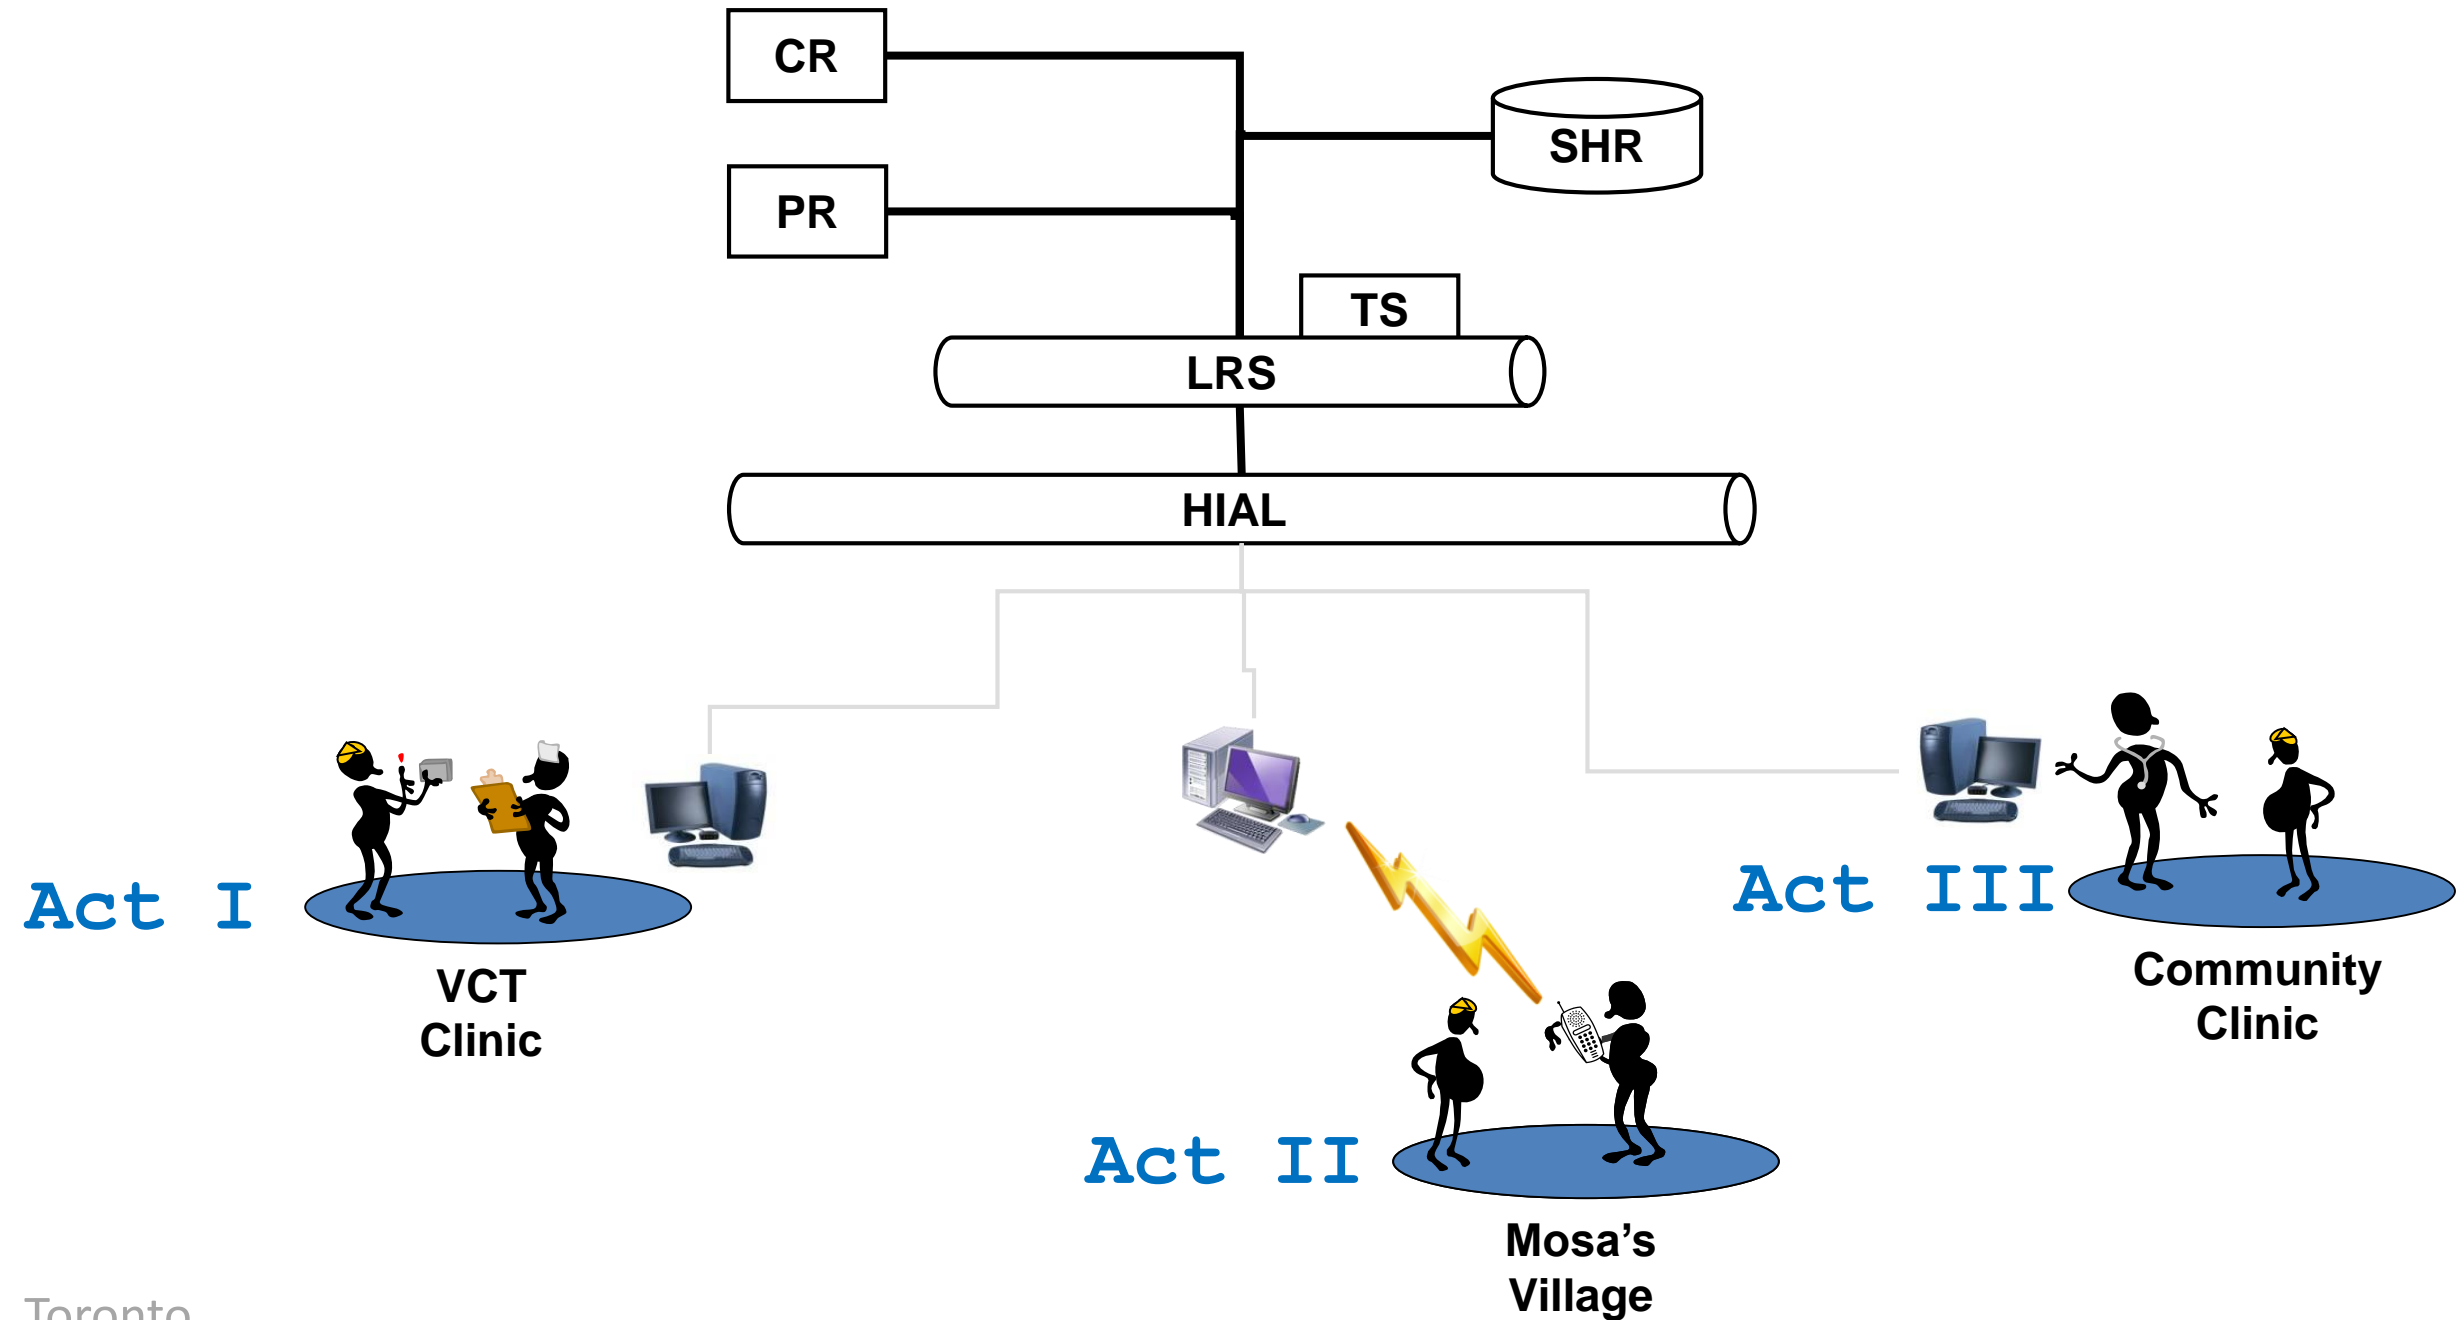 CR
SHR
PR
TS
LRS
HIAL
Act I
VCT
Clinic
Act II
Mosa’s
Village
Act III
Community
Clinic
Toronto